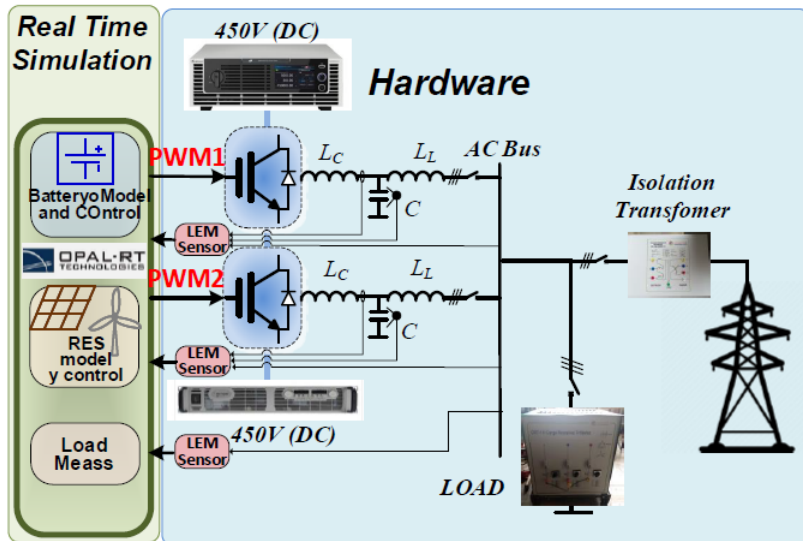 Real Time
Simulation
450V (DC)
Hardware
PWM1
L_C
L_L
AC Bus
BatteryoModel
and COntrol
C
LEM
Sensor
Isolation
Transfomer
OPAL-RT
TECHNOLOGIES
PWM2
L_C
L_L
C
RES
model
y control
LEM
Sensor
450V (DC)
Load
Meass
LEM
Sensor
LOAD